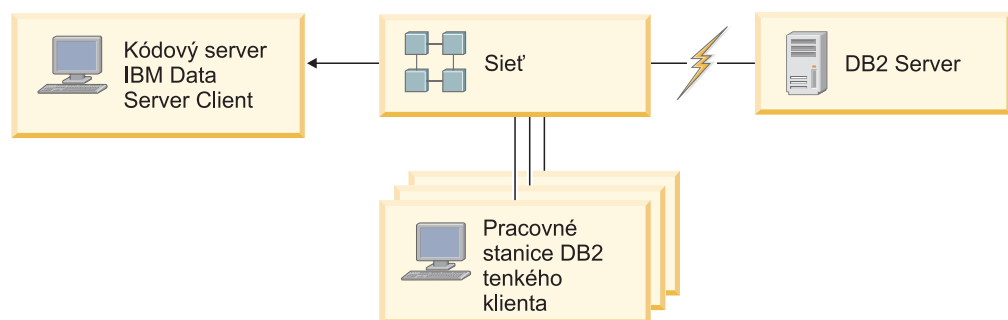 Kódový server
IBM Data
Server Client
Sieť
DB2 Server
Pracovné
stanice DB2
tenkého
klienta